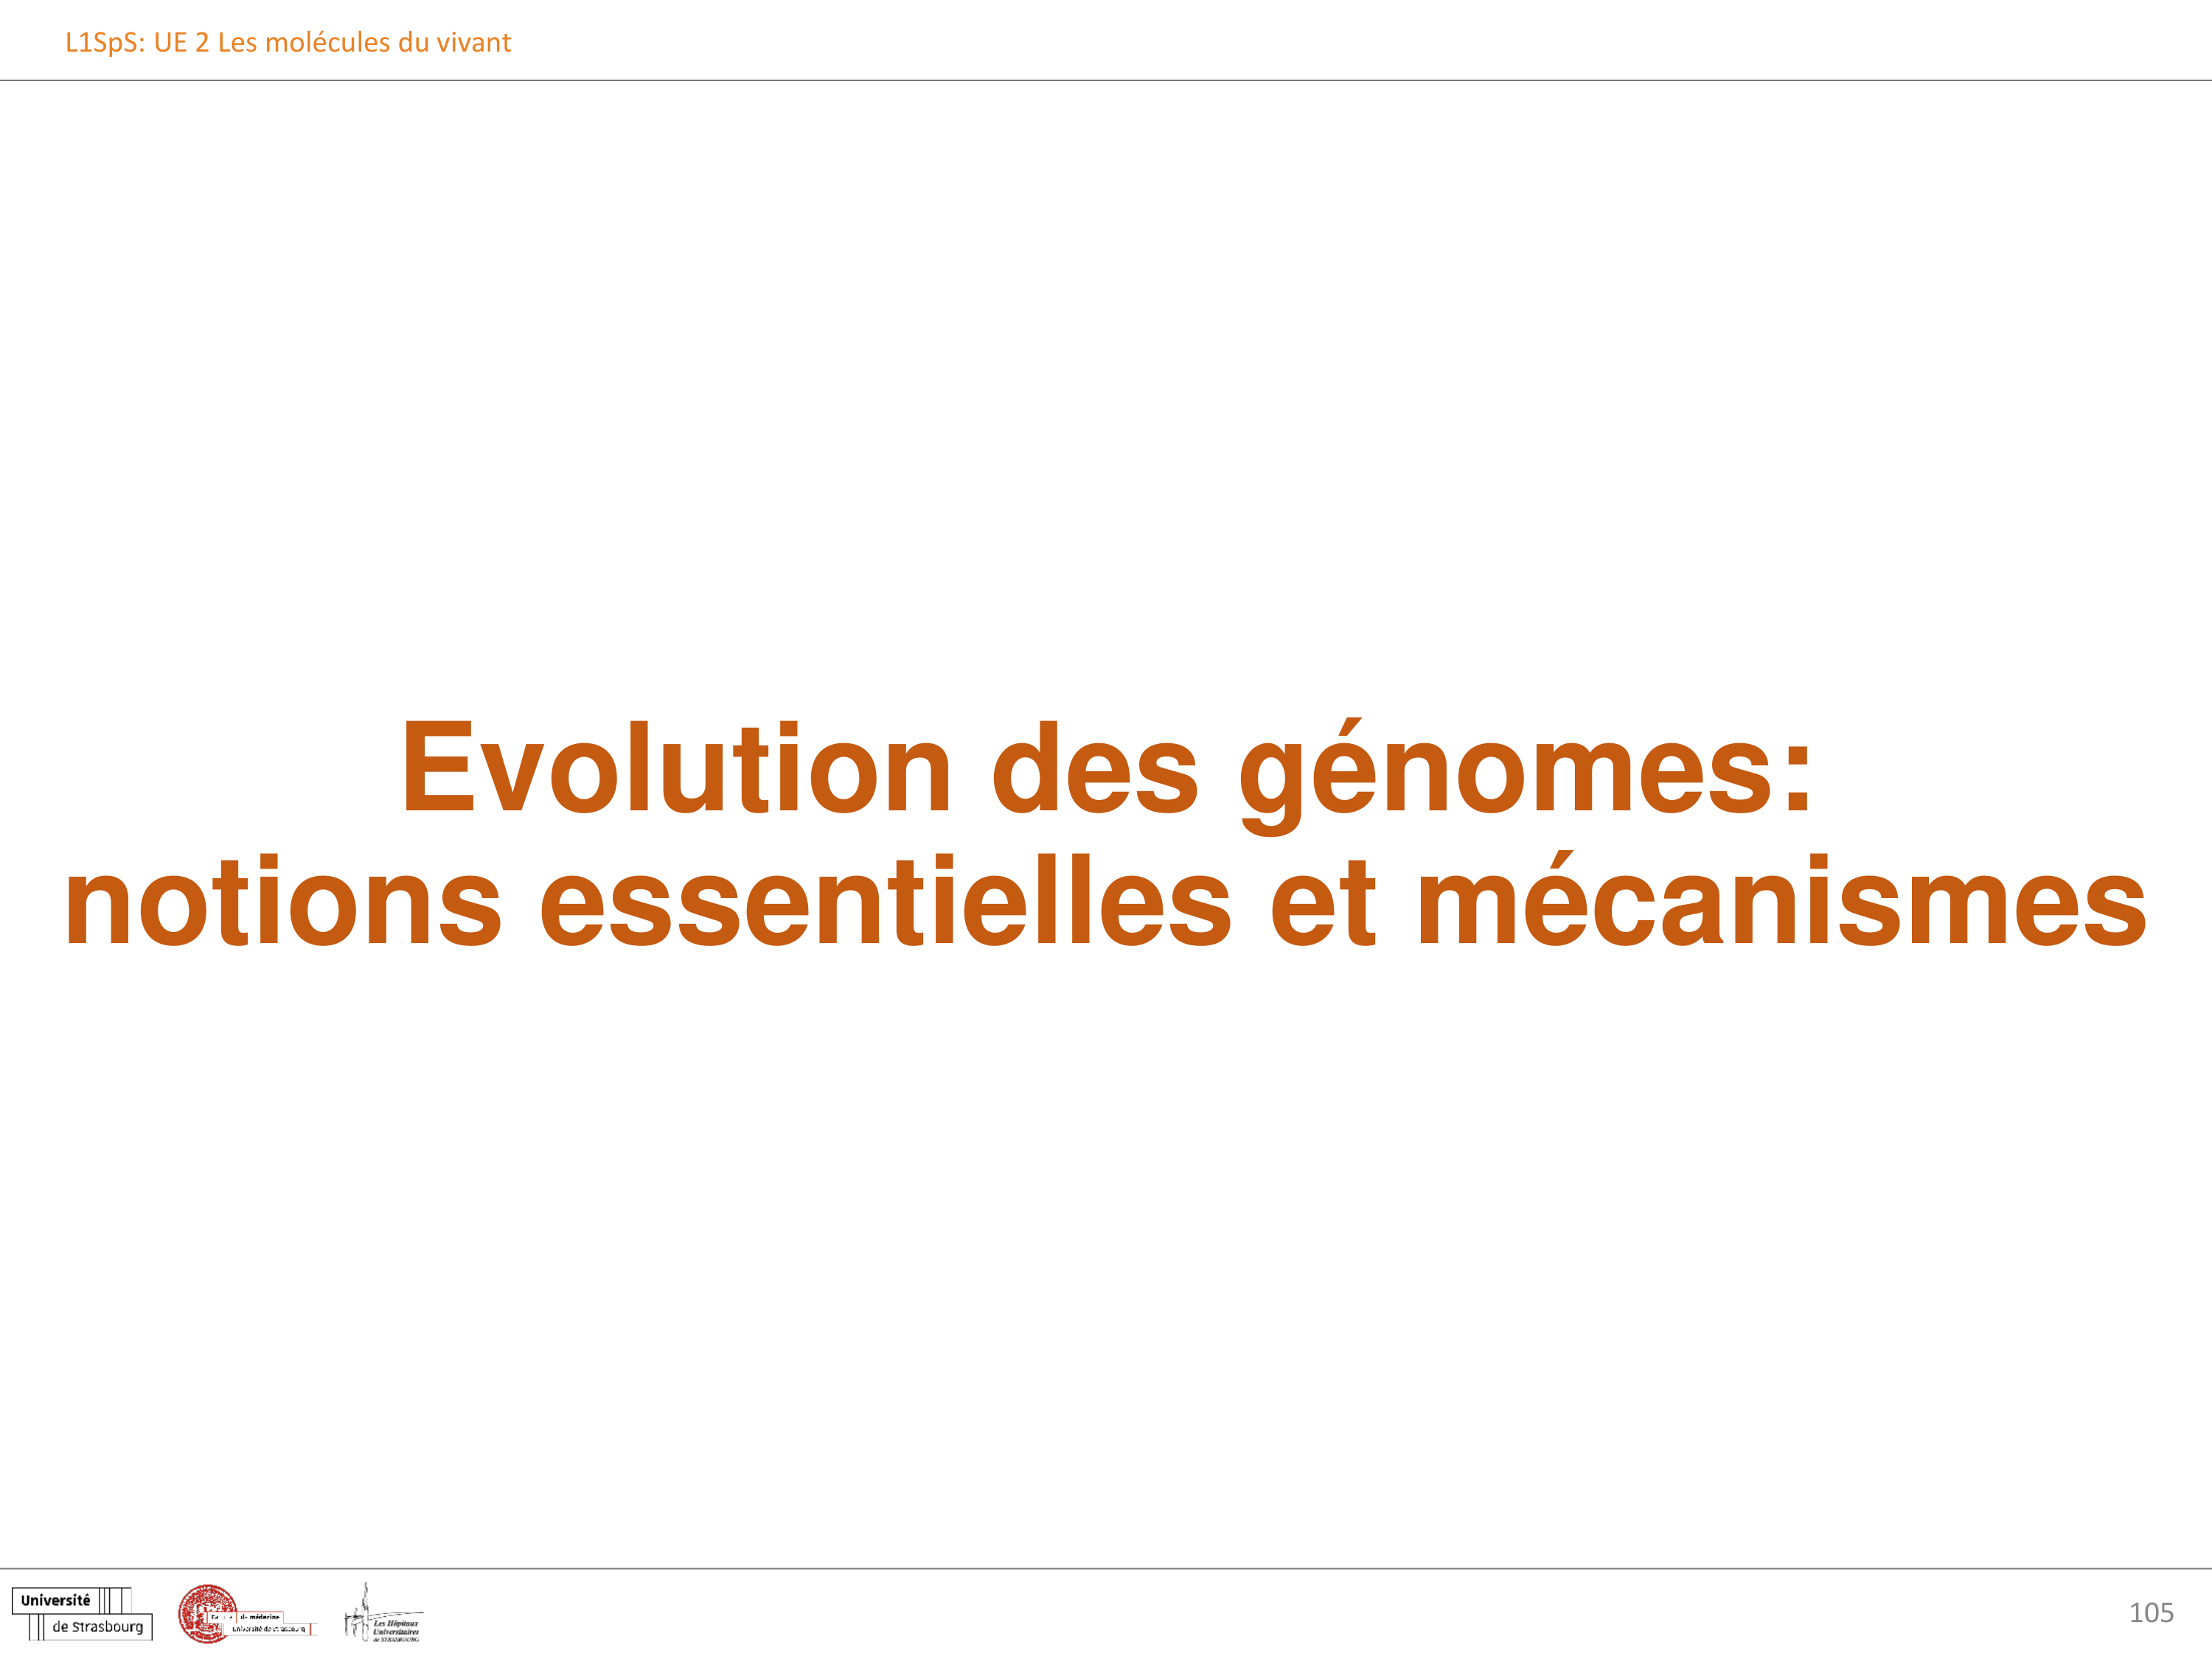 L1SpS: UE 2 Les molécules du vivant
Evolution des génomes:
notions essentielles et mécanismes
Université
de Strasbourg
de médecine
Université de Strasbourg
Les Hôpitaux
Universitaires
de STRASBOURG
105